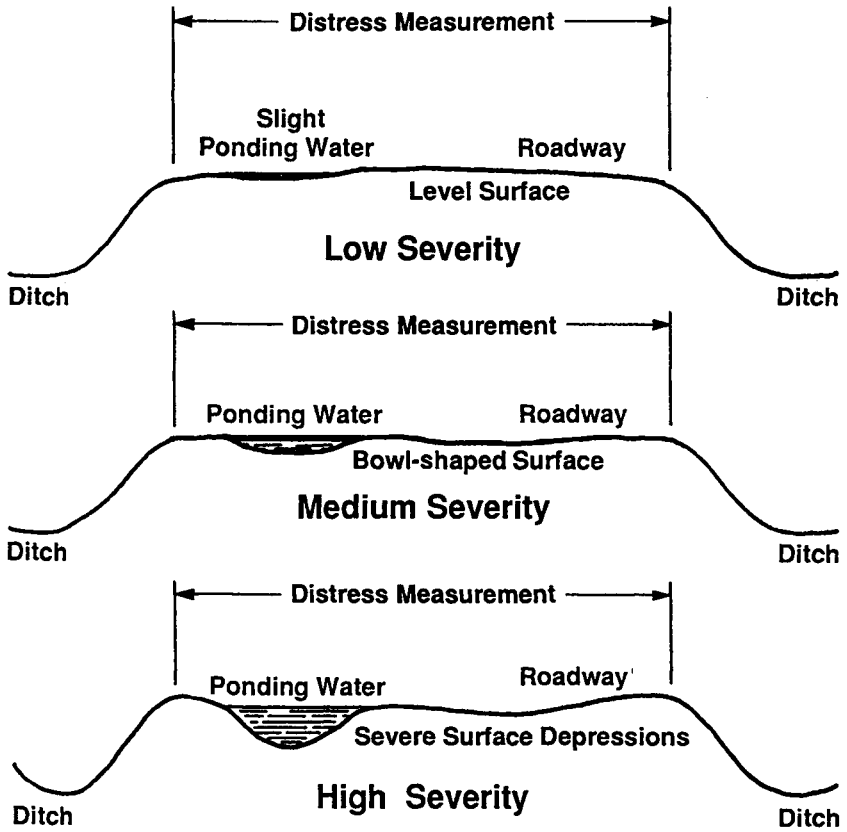 Distress Measurement
Slight
Ponding Water
Roadway
Level Surface
Low Severity
Ditch
Ditch
Distress Measurement
Ponding Water
Roadway
Bowl-shaped Surface
Medium Severity
Ditch
Ditch
Distress Measurement
Ponding Water
Roadway
Severe Surface Depressions
High Severity
Ditch
Ditch